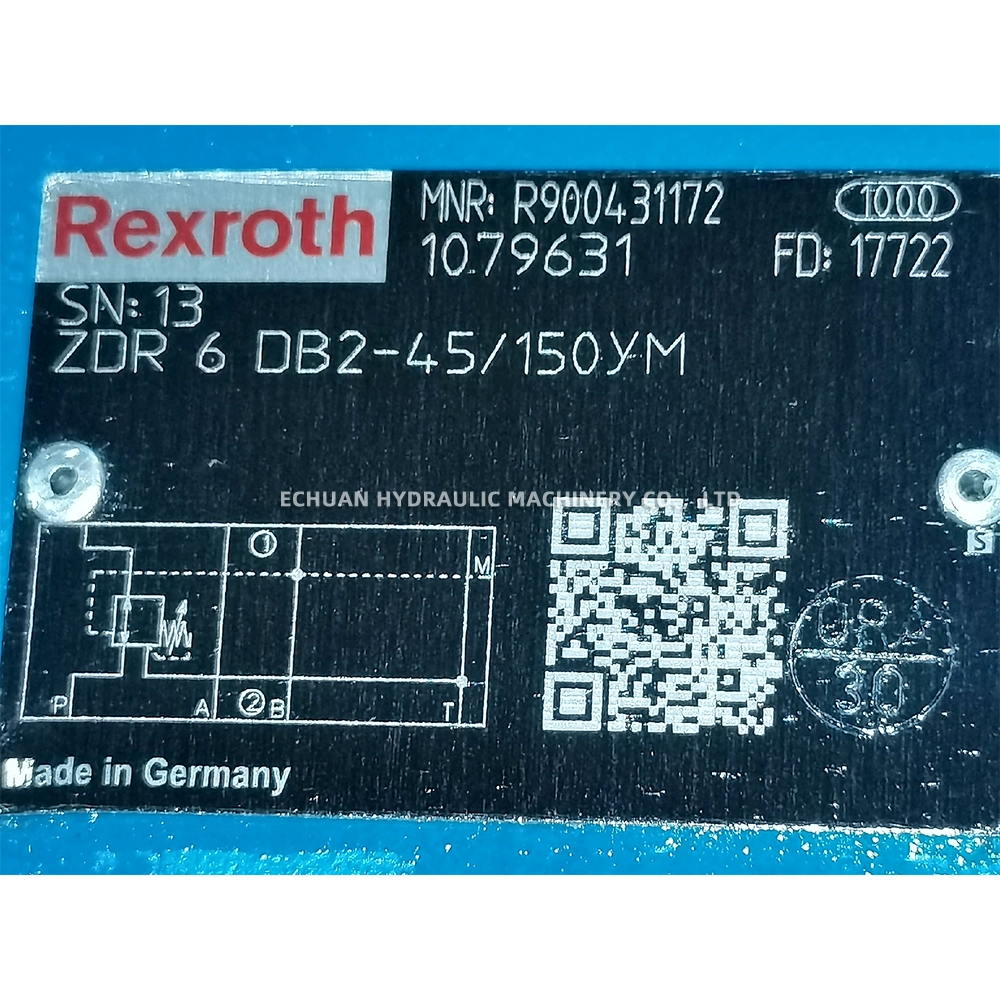 Rexroth
MNR: R900431172
1000
1079631
FD: 17722
SN: 13
ZDR 6 DB2-45/150YM
ECHUAN HYDRAULIC MACHINERY CO., LTD
1
M
P
A
2
B
T
S
30
Made in Germany